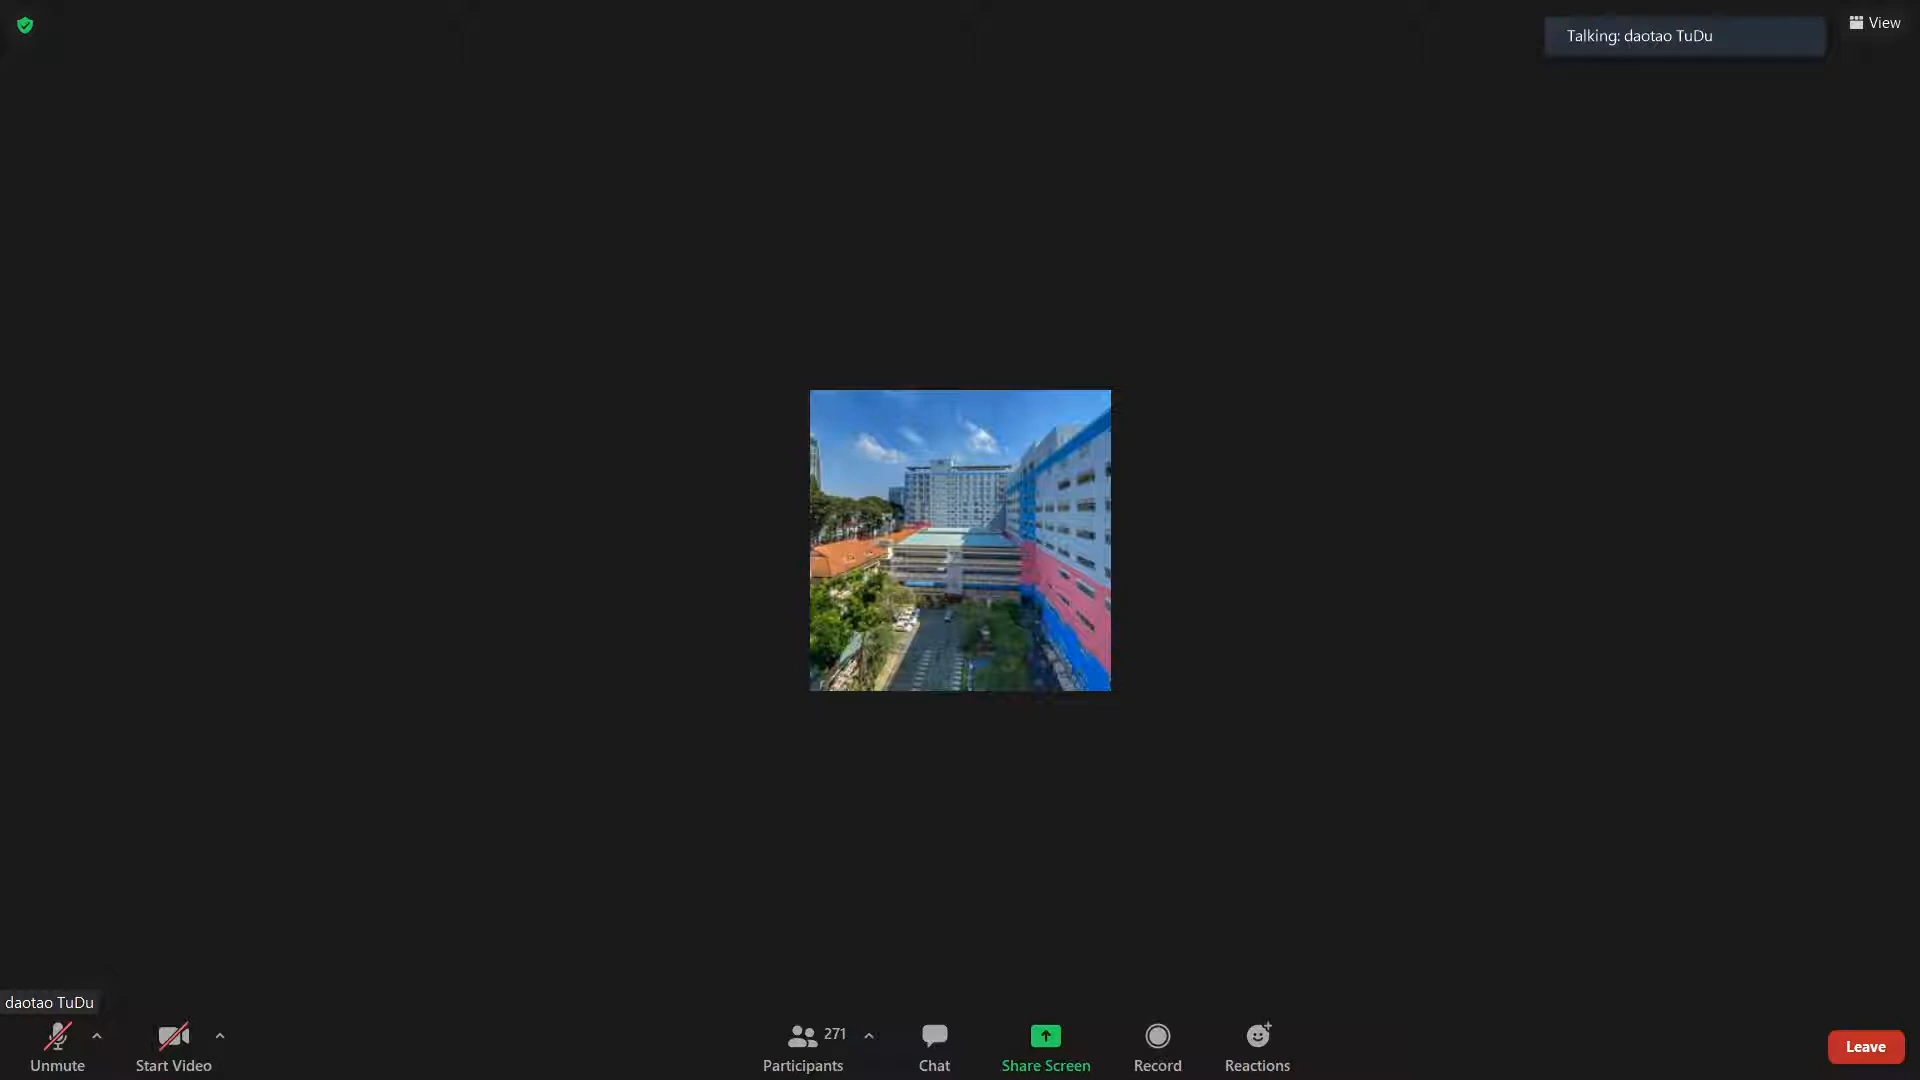 View
Talking: daotao TuDu
daotao TuDu
Unmute
Start Video
271
Participants
Chat
Share Screen
Record
Reactions
Leave